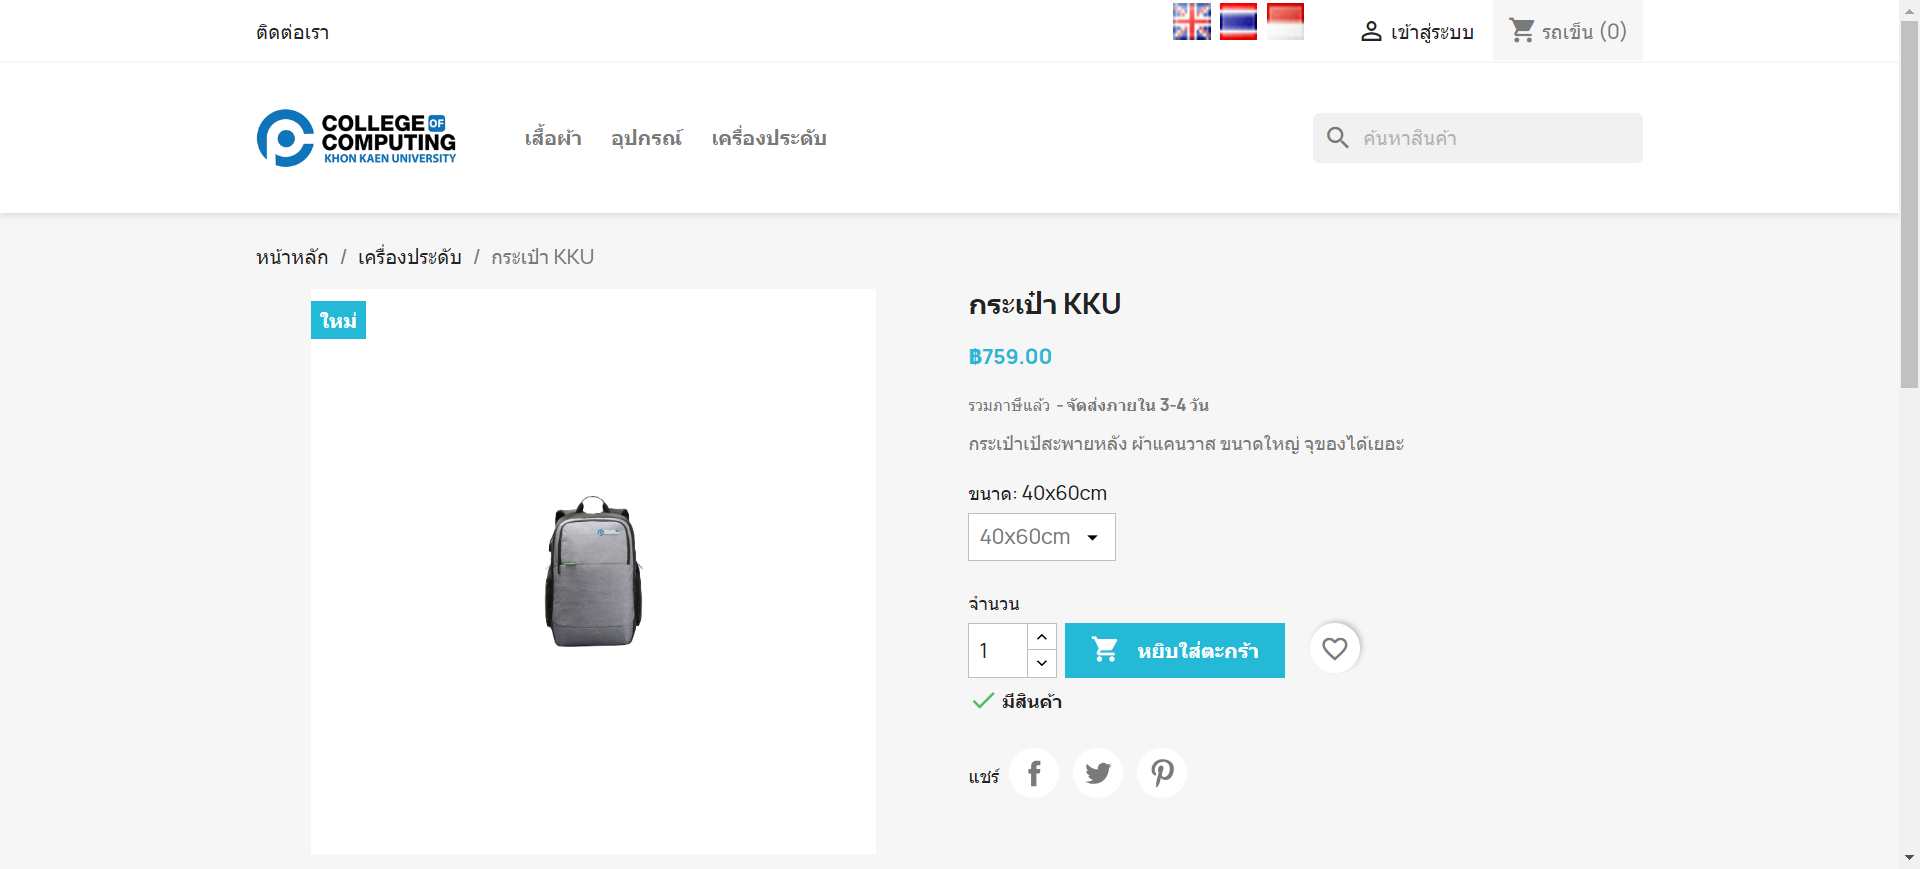 ติดต่อเรา
เข้าสู่ระบบ
รถเข็น (0)
COLLEGE OF
COMPUTING
KHON KAEN UNIVERSITY
เสื้อผ้า
อุปกรณ์
เครื่องประดับ
ค้นหาสินค้า
หน้าหลัก / เครื่องประดับ / กระเป๋า KKU
ใหม่
กระเป๋า KKU
฿759.00
รวมภาษีแล้ว - จัดส่งภายใน 3-4 วัน
กระเป๋าเป้สะพายหลัง ผ้าแคนวาส ขนาดใหญ่ จุของได้เยอะ
ขนาด: 40x60cm
40x60cm
จำนวน
1
หยิบใส่ตะกร้า
มีสินค้า
แชร์